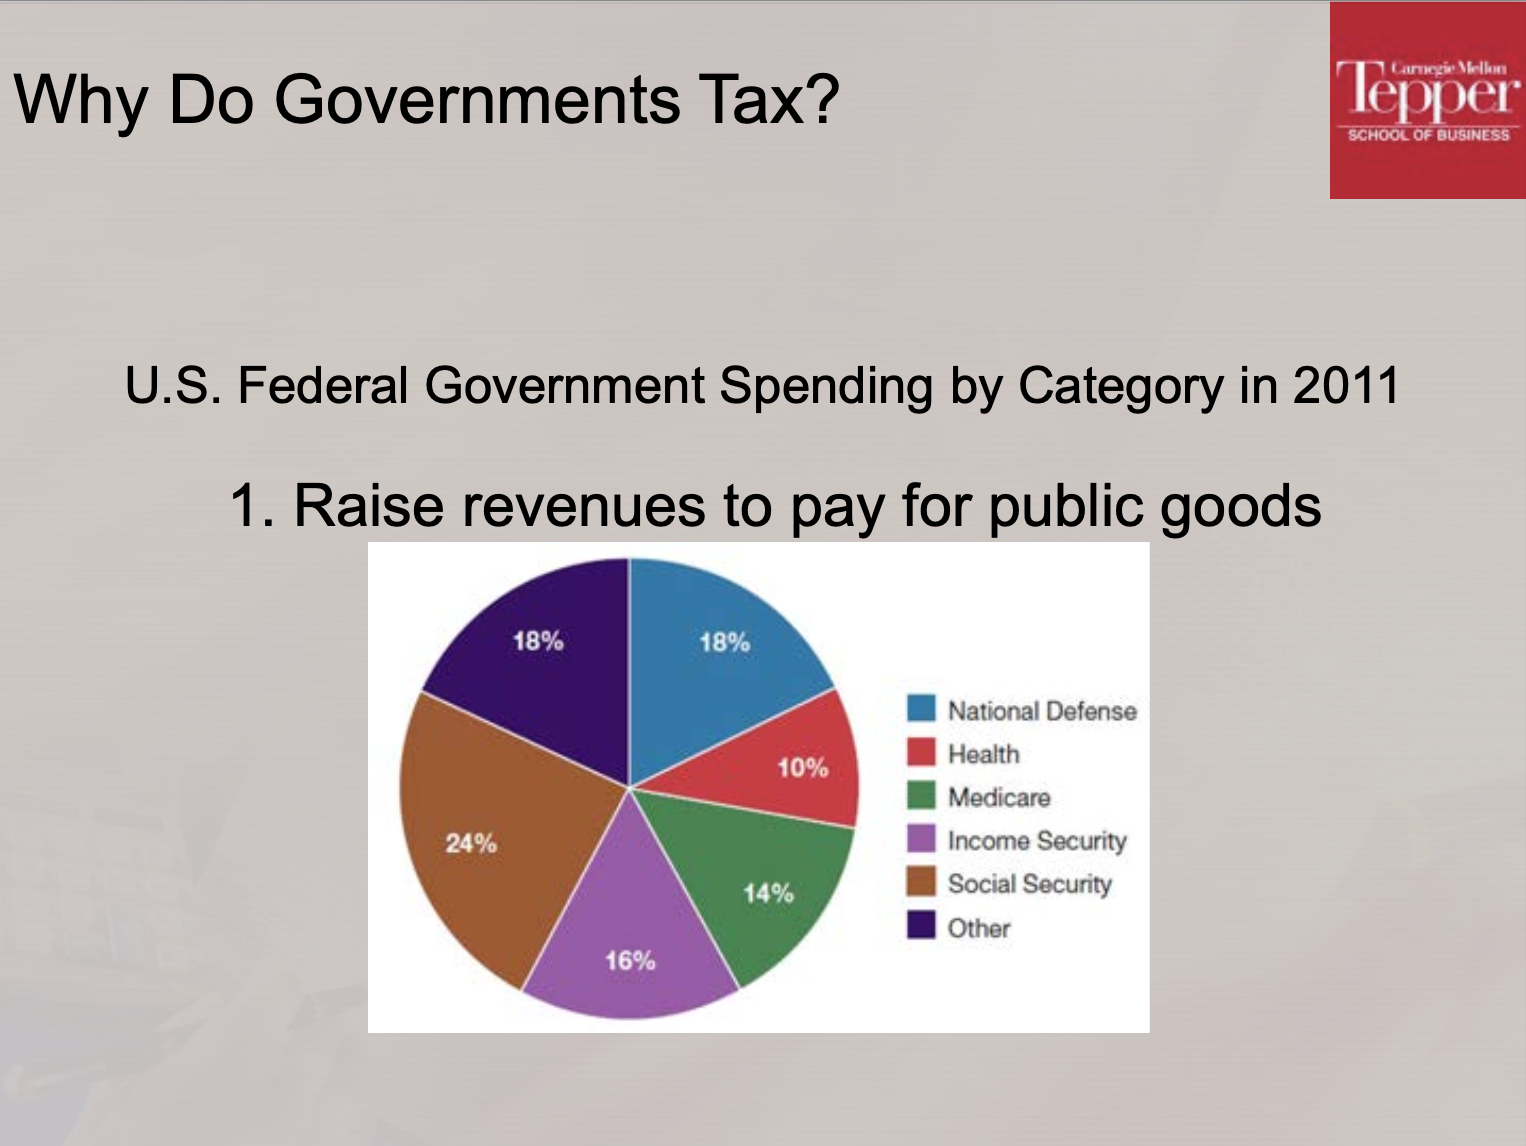 Why Do Governments Tax?
Carnegie Mellon
Tepper
SCHOOL OF BUSINESS
U.S. Federal Government Spending by Category in 2011
1. Raise revenues to pay for public goods
18%
18%
10%
24%
14%
16%
National Defense
Health
Medicare
Income Security
Social Security
Other